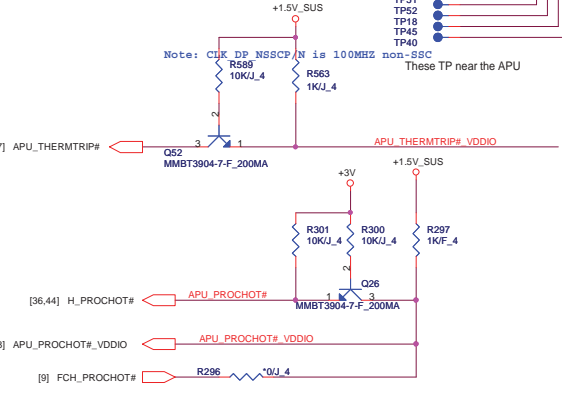 +1.5V_SUS
TP52
TP18
TP45
TP40
Note: CLK_DP_NSSCP/N is 100MHZ non-SSC
These TP near the APU
R589
10K/J_4
R563
1K/J_4
2
3
1
APU_THERMTRIP#
APU_THERMTRIP#_VDDIO
Q52
MMBT3904-7-F_200MA
+1.5V_SUS
+3V
R301
10K/J_4
R300
10K/J_4
R297
1K/F_4
2
Q26
[36,44] H_PROCHOT#
APU_PROCHOT#
1
3
MMBT3904-7-F_200MA
APU_PROCHOT#_VDDIO
APU_PROCHOT#_VDDIO
[9] FCH_PROCHOT#
R296
*0/J_4